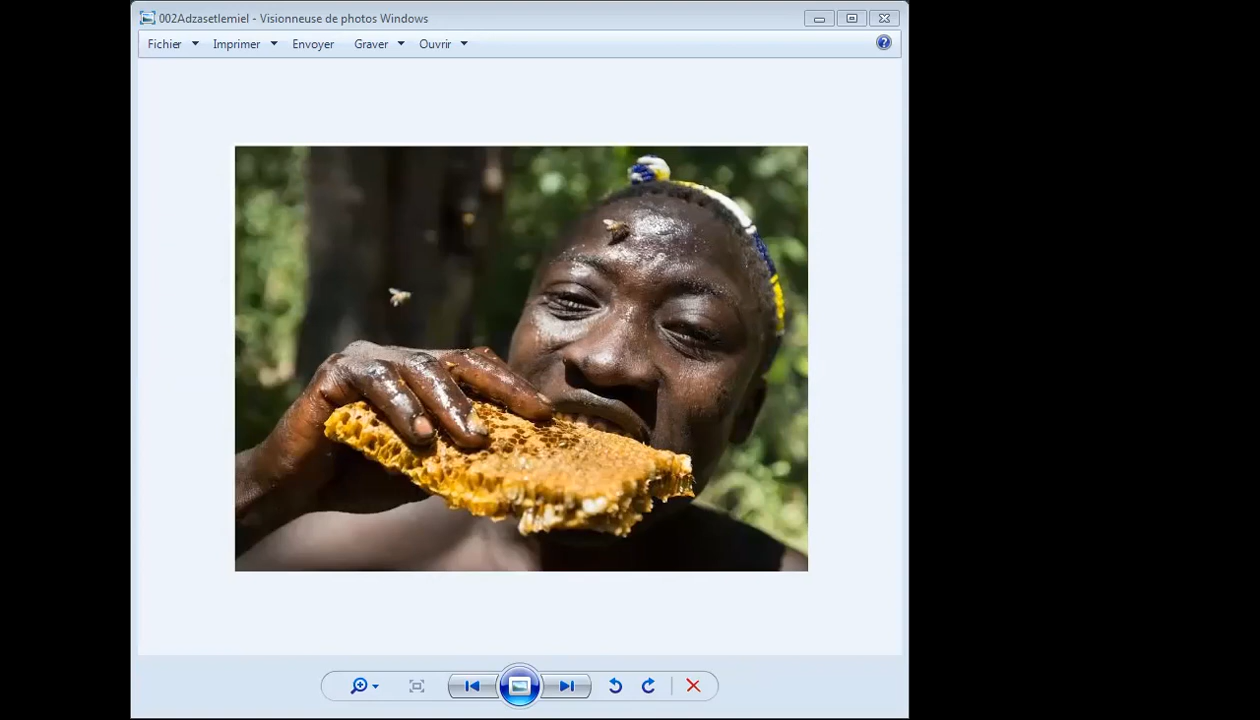 002Adzasetlemiel - Visionneuse de photos Windows
Fichier Imprimer Envoyer Graver Ouvrir